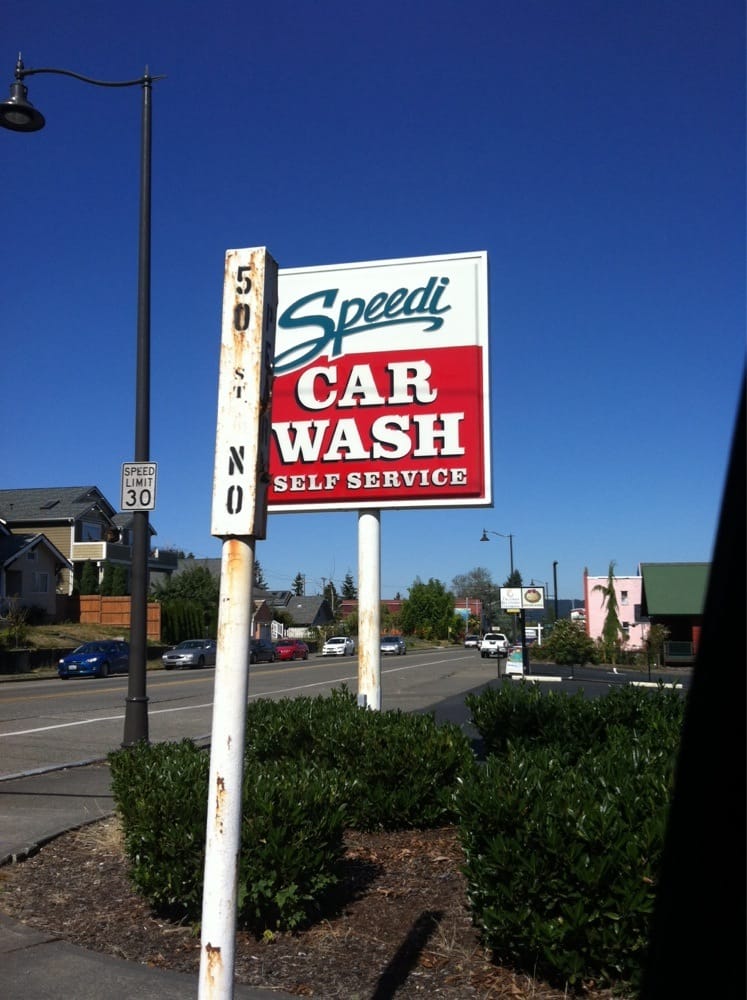 Speedi
CAR
WASH
SELF SERVICE
50 ST NO
SPEED
LIMIT
30